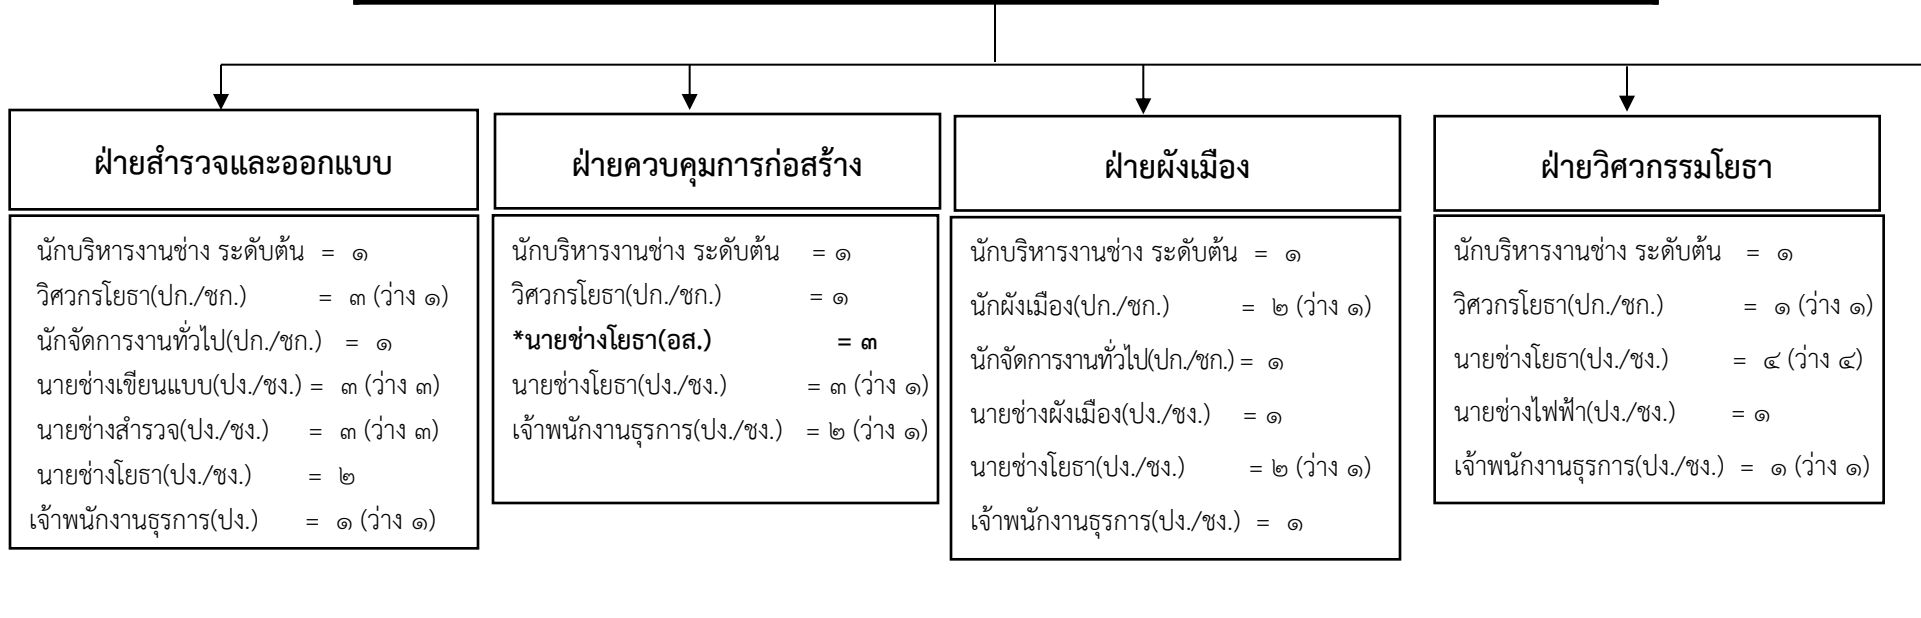 ฝ่ายสำรวจและออกแบบ
นักบริหารงานช่าง ระดับต้น = ๑
วิศวกรโยธา(ปก./ชก.) = ๓ (ว่าง ๑)
นักจัดการงานทั่วไป(ปก./ชก.) = ๑
นายช่างเขียนแบบ(ปง./ชง.) = ๓ (ว่าง ๓)
นายช่างสำรวจ(ปง./ชง.) = ๓ (ว่าง ๓)
นายช่างโยธา(ปง./ชง.) = ๒
เจ้าพนักงานธุรการ(ปง.) = ๑ (ว่าง ๑)
ฝ่ายควบคุมการก่อสร้าง
นักบริหารงานช่าง ระดับต้น = ๑
วิศวกรโยธา(ปก./ชก.) = ๑
*นายช่างโยธา(อส.) = ๓
นายช่างโยธา(ปง./ชง.) = ๓ (ว่าง ๑)
เจ้าพนักงานธุรการ(ปง./ชง.) = ๒ (ว่าง ๑)
ฝ่ายผังเมือง
นักบริหารงานช่าง ระดับต้น = ๑
นักผังเมือง(ปก./ชก.) = ๒ (ว่าง ๑)
นักจัดการงานทั่วไป(ปก./ชก.) = ๑
นายช่างผังเมือง(ปง./ชง.) = ๑
นายช่างโยธา(ปง./ชง.) = ๒ (ว่าง ๑)
เจ้าพนักงานธุรการ(ปง./ชง.) = ๑
ฝ่ายวิศวกรรมโยธา
นักบริหารงานช่าง ระดับต้น = ๑
วิศวกรโยธา(ปก./ชก.) = ๑ (ว่าง ๑)
นายช่างโยธา(ปง./ชง.) = ๔ (ว่าง ๔)
นายช่างไฟฟ้า(ปง./ชง.) = ๑
เจ้าพนักงานธุรการ(ปง./ชง.) = ๑ (ว่าง ๑)